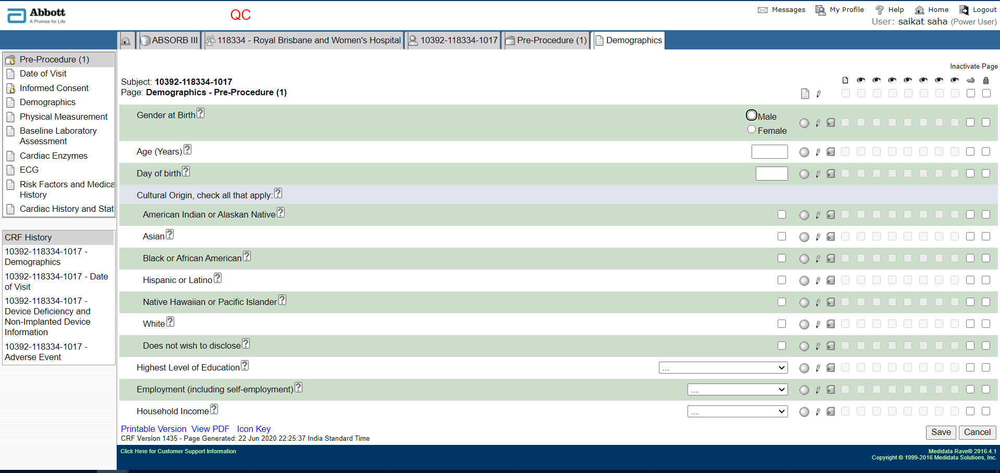 Abbott
A Promise for Life
QC
Messages My Profile Help Home Logout
User: saikat saha (Power User)
ABSORB III 118334 - Royal Brisbane and Women's Hospital 10392-118334-1017 Pre-Procedure (1) Demographics
Pre-Procedure (1)
Date of Visit
Informed Consent
Demographics
Physical Measurement
Baseline Laboratory
Assessment
Cardiac Enzymes
ECG
Risk Factors and Medica
History
Cardiac History and Stat
CRF History
10392-118334-1017 -
Demographics
10392-118334-1017 - Date
of Visit
10392-118334-1017 -
Device Deficiency and
Non-Implanted Device
Information
10392-118334-1017 -
Adverse Event
Inactivate Page
Subject: 10392-118334-1017
Page: Demographics - Pre-Procedure (1)
Gender at Birth?
Male
Female
Age (Years)?
Day of birth?
Cultural Origin, check all that apply:?
American Indian or Alaskan Native?
Asian?
Black or African American?
Hispanic or Latino?
Native Hawaiian or Pacific Islander?
White?
Does not wish to disclose?
Highest Level of Education? ...
Employment (including self-employment)? ...
Household Income? ...
Printable Version View PDF Icon Key
CRF Version 1435 - Page Generated: 22 Jun 2020 22:25:37 India Standard Time
Save Cancel
Click Here for Customer Support Information
Medidata Rave® 2016.4.1
Copyright © 1999-2016 Medidata Solutions, Inc.